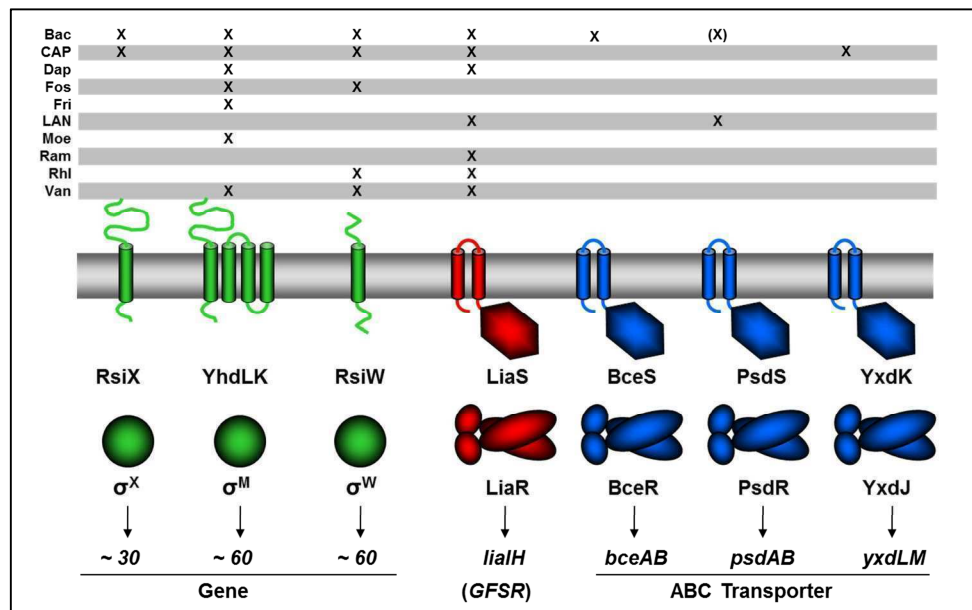 Bac X X X X X (X)
CAP X X X X X
Dap X X
Fos X X
Fri X
LAN X X
Moe X
Ram X
Rhl X X
Van X X X
RsiX YhdLK RsiW LiaS BceS PsdS YxdK
σX σM σW LiaR BceR PsdR YxdJ
~ 30 ~ 60 ~ 60 lialH bceAB psdAB yxdLM
Gene (GFSR) ABC Transporter